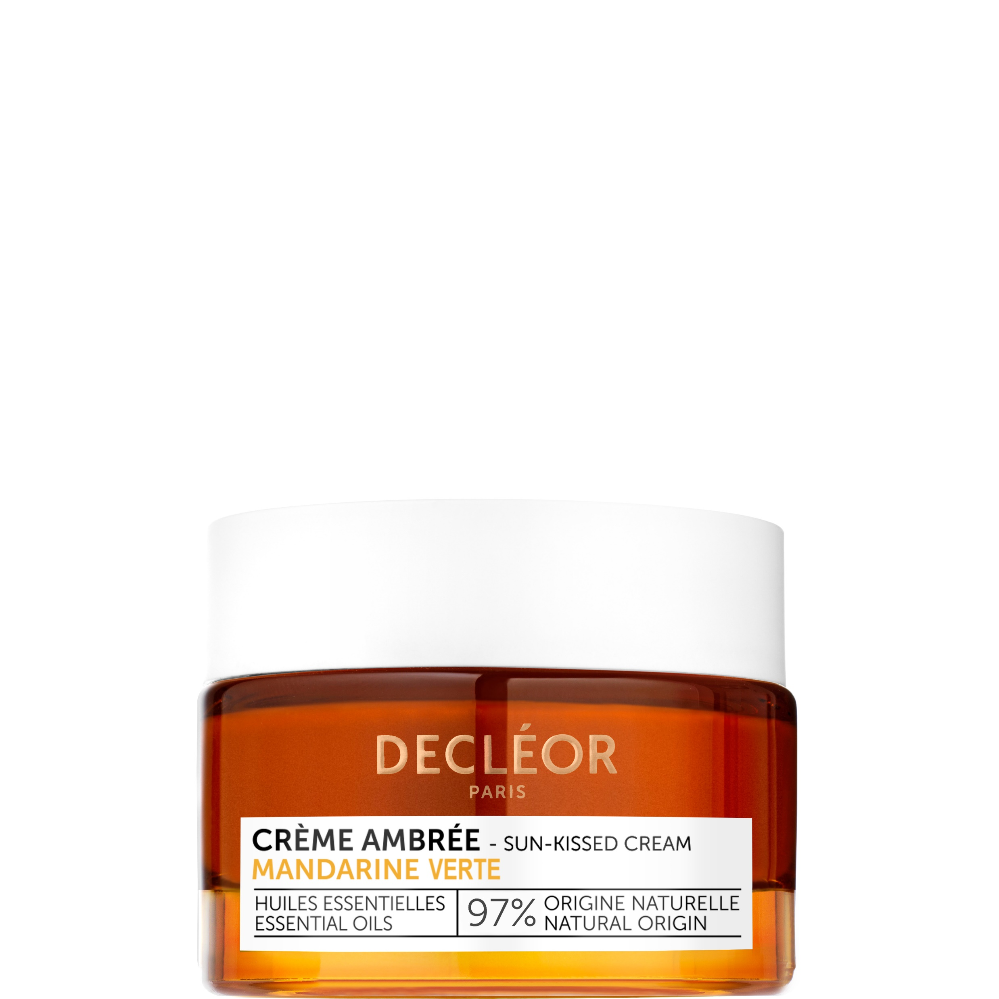 DECLÉOR
PARIS
CRÈME AMBRÉE - SUN-KISSED CREAM
MANDARINE VERTE
HUILES ESSENTIELLES
ESSENTIAL OILS
97% ORIGINE NATURELLE
NATURAL ORIGIN